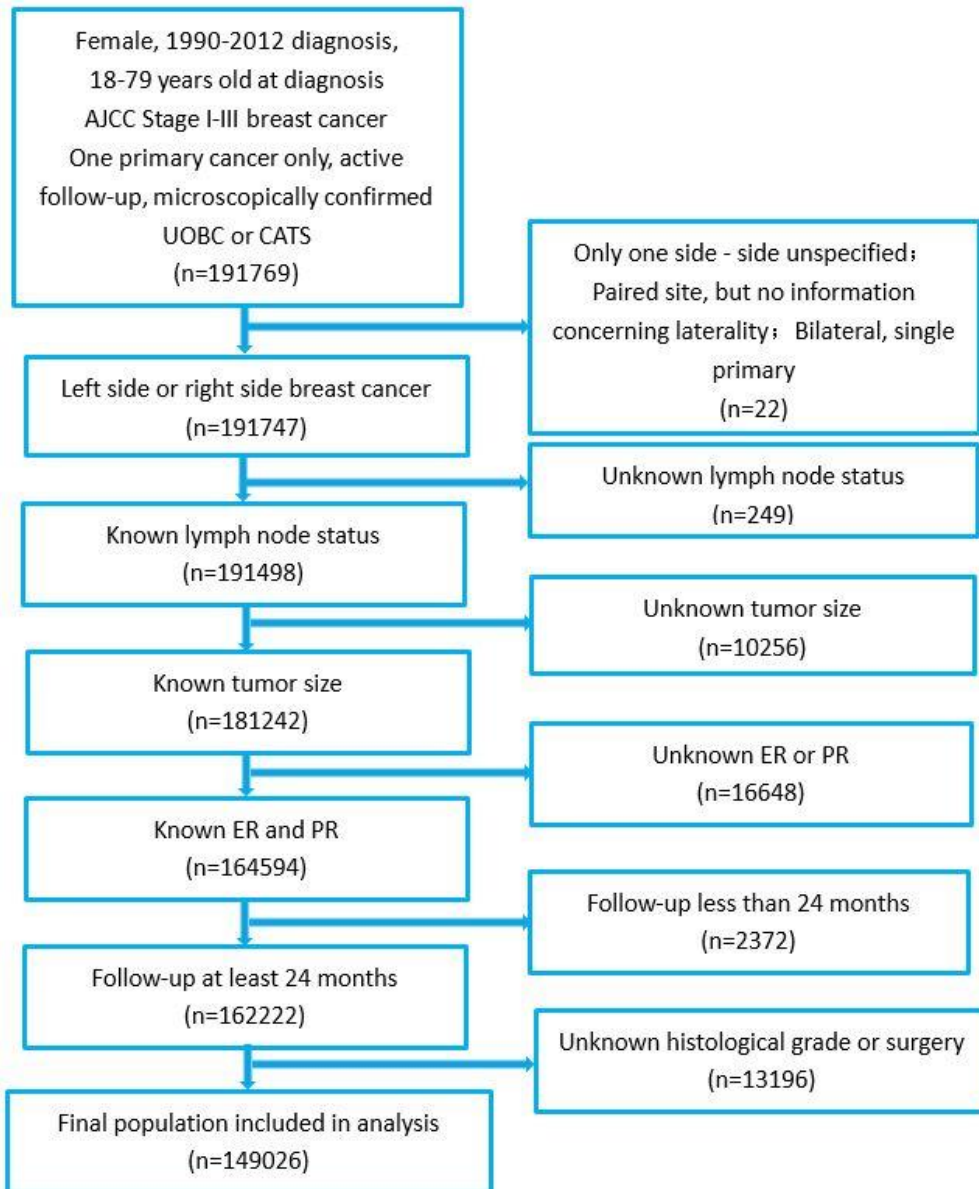 Female, 1990-2012 diagnosis,
18-79 years old at diagnosis
AJCC Stage I-III breast cancer
One primary cancer only, active
follow-up, microscopically confirmed
UOBC or CATS
(n=191769)
Only one side - side unspecified；
Paired site, but no information
concerning laterality；Bilateral, single
primary
(n=22)
Left side or right side breast cancer
(n=191747)
Unknown lymph node status
(n=249)
Known lymph node status
(n=191498)
Unknown tumor size
(n=10256)
Known tumor size
(n=181242)
Unknown ER or PR
(n=16648)
Known ER and PR
(n=164594)
Follow-up less than 24 months
(n=2372)
Follow-up at least 24 months
(n=162222)
Unknown histological grade or surgery
(n=13196)
Final population included in analysis
(n=149026)